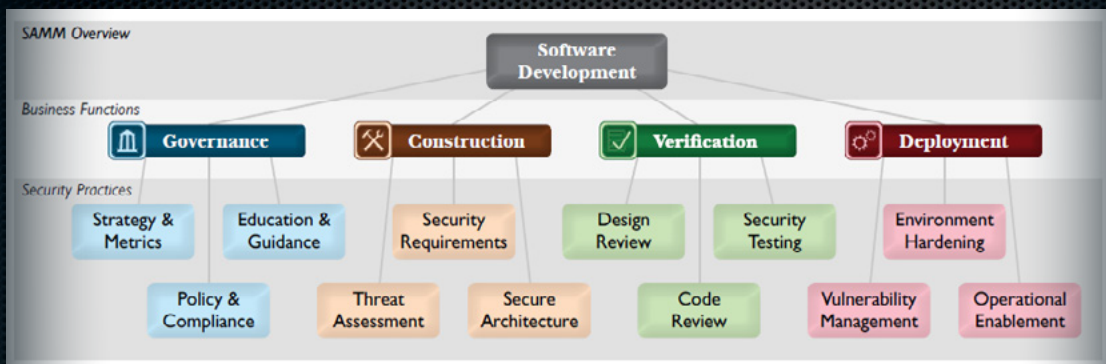 SAMM Overview
Software
Development
Business Functions
Governance
Construction
Verification
Deployment
Security Practices
Strategy &
Metrics
Education &
Guidance
Security
Requirements
Design
Review
Security
Testing
Environment
Hardening
Policy &
Compliance
Threat
Assessment
Secure
Architecture
Code
Review
Vulnerability
Management
Operational
Enablement